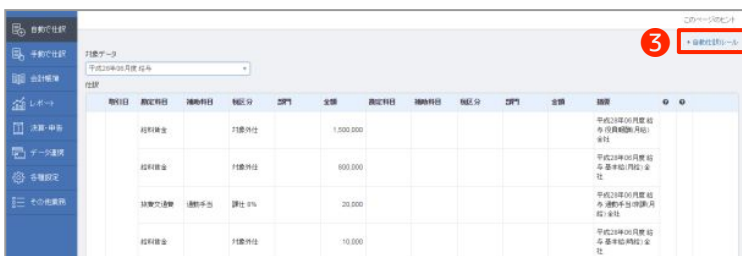 このページのヒント
自動で仕訳
手動で仕訳
会計帳簿
レポート
決算・申告
データ連携
各種設定
その他業務
3
+ 自動仕訳ルール
対象データ
平成28年06月度 給与
仕訳
取引日 勘定科目 補助科目 税区分 部門 金額 勘定科目 補助科目 税区分 部門 金額 摘要
給料賃金 対象外仕 1,500,000 平成28年06月度 給
与 役員報酬(月給)
全社
給料賃金 対象外仕 600,000 平成28年06月度 給
与 基本給(月給) 全
社
旅費交通費 通勤手当 課仕 8% 20,000 平成28年06月度 給
与 通勤手当(月
給) 全社
給料賃金 対象外仕 10,000 平成28年06月度 給
与 基本給(時給) 全
社